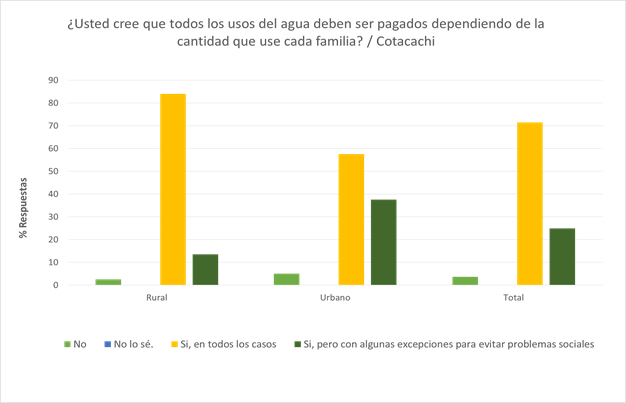 ¿Usted cree que todos los usos del agua deben ser pagados dependiendo de la
cantidad que use cada familia? / Cotacachi
90
80
70
60
50
40
30
20
10
0
% Respuestas
Rural Urbano Total
No No lo sé. Si, en todos los casos Si, pero con algunas excepciones para evitar problemas sociales